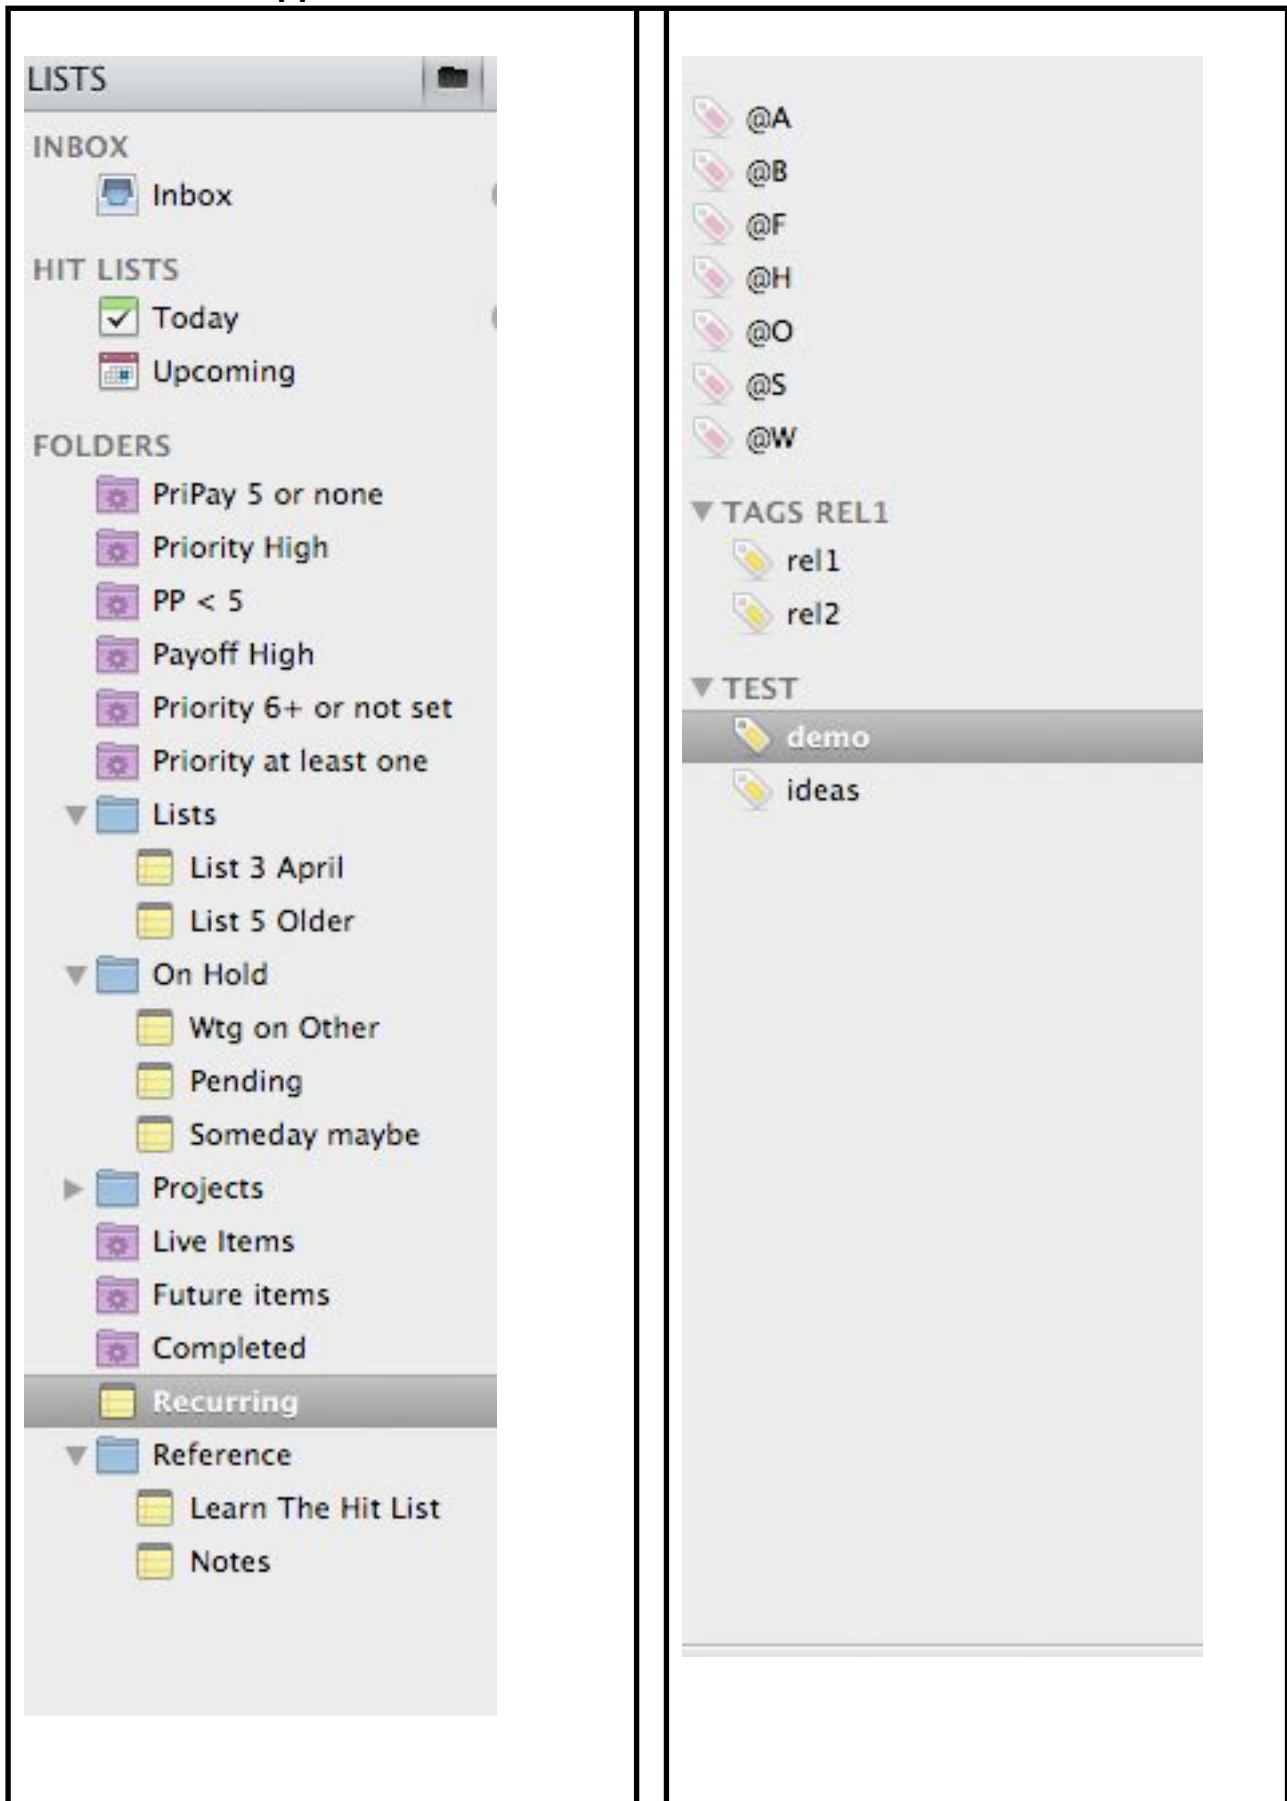 LISTS
INBOX
Inbox
HIT LISTS
Today
Upcoming
FOLDERS
PriPay 5 or none
Priority High
PP < 5
Payoff High
Priority 6+ or not set
Priority at least one
Lists
List 3 April
List 5 Older
On Hold
Wtg on Other
Pending
Someday maybe
Projects
Live Items
Future items
Completed
Recurring
Reference
Learn The Hit List
Notes
@A
@B
@F
@H
@O
@S
@W
TAGS REL1
rel1
rel2
TEST
demo
ideas